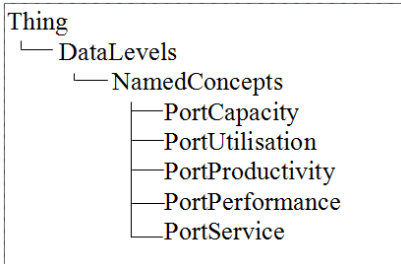 Thing
DataLevels
NamedConcepts
PortCapacity
PortUtilisation
PortProductivity
PortPerformance
PortService